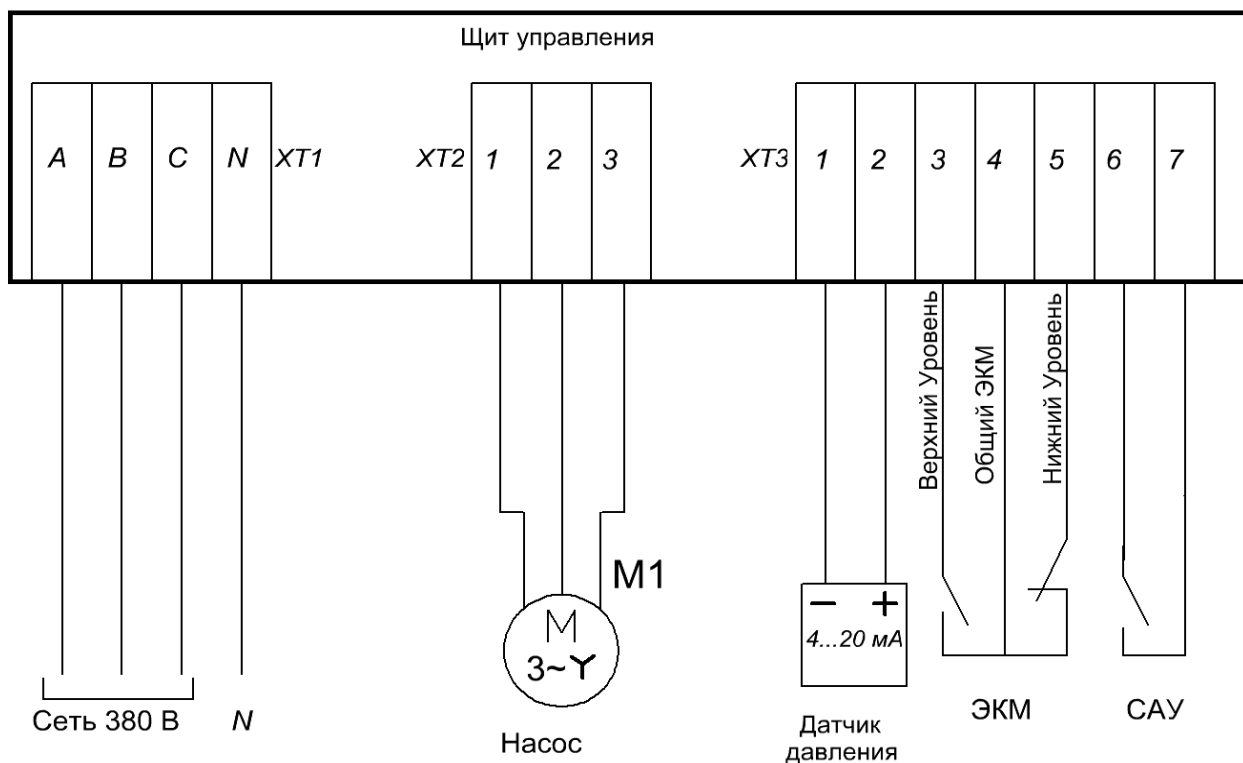 Щит управления
A B C N XT1 XT2 1 2 3 XT3 1 2 3 4 5 6 7
Верхний Уровень
Общий ЭКМ
Нижний Уровень
M1
M
3~
4...20 мА
Сеть 380 В N
Насос
Датчик
давления
ЭКМ
САУ